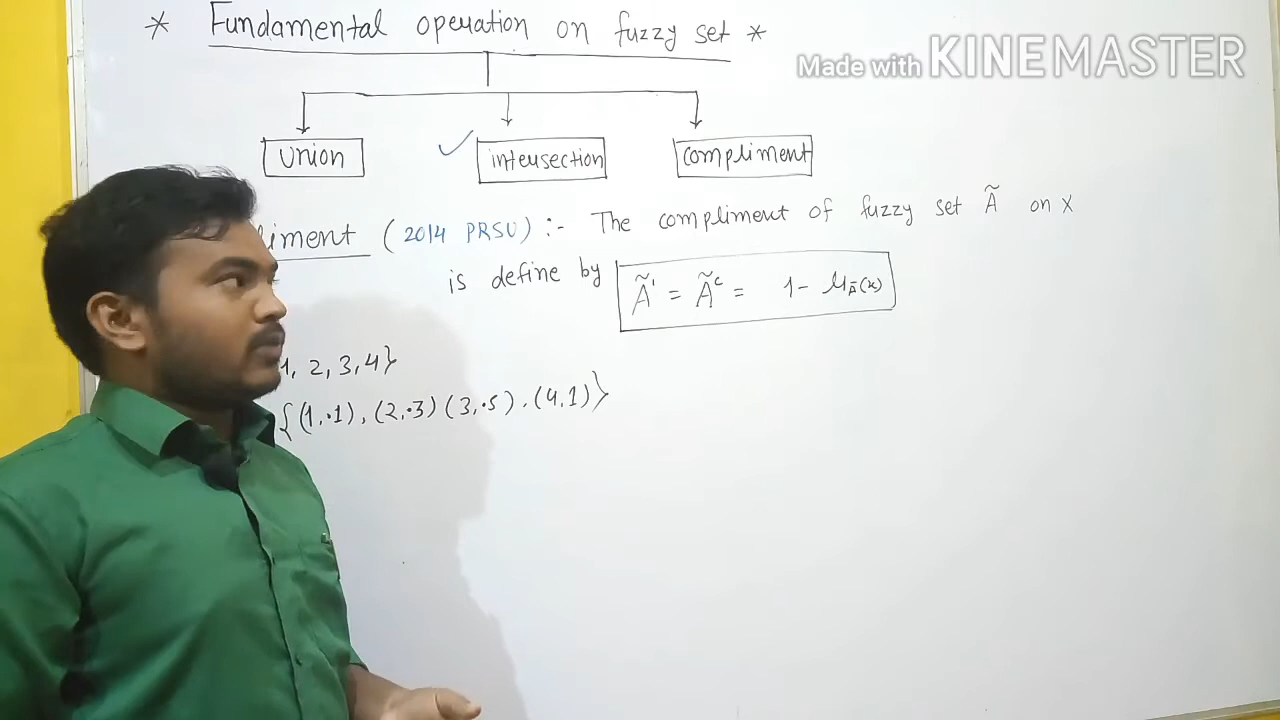 * Fundamental operation on fuzzy set *
Made with KINEMASTER
union ✓ intersection compliment
liment (2014 PRSU) :- The compliment of fuzzy set Ã on X
is define by Ã' = Ãᶜ = 1- μÃ(x)
1, 2, 3, 4}
{(1, .1), (2, .3) (3, .5), (4, 1)}